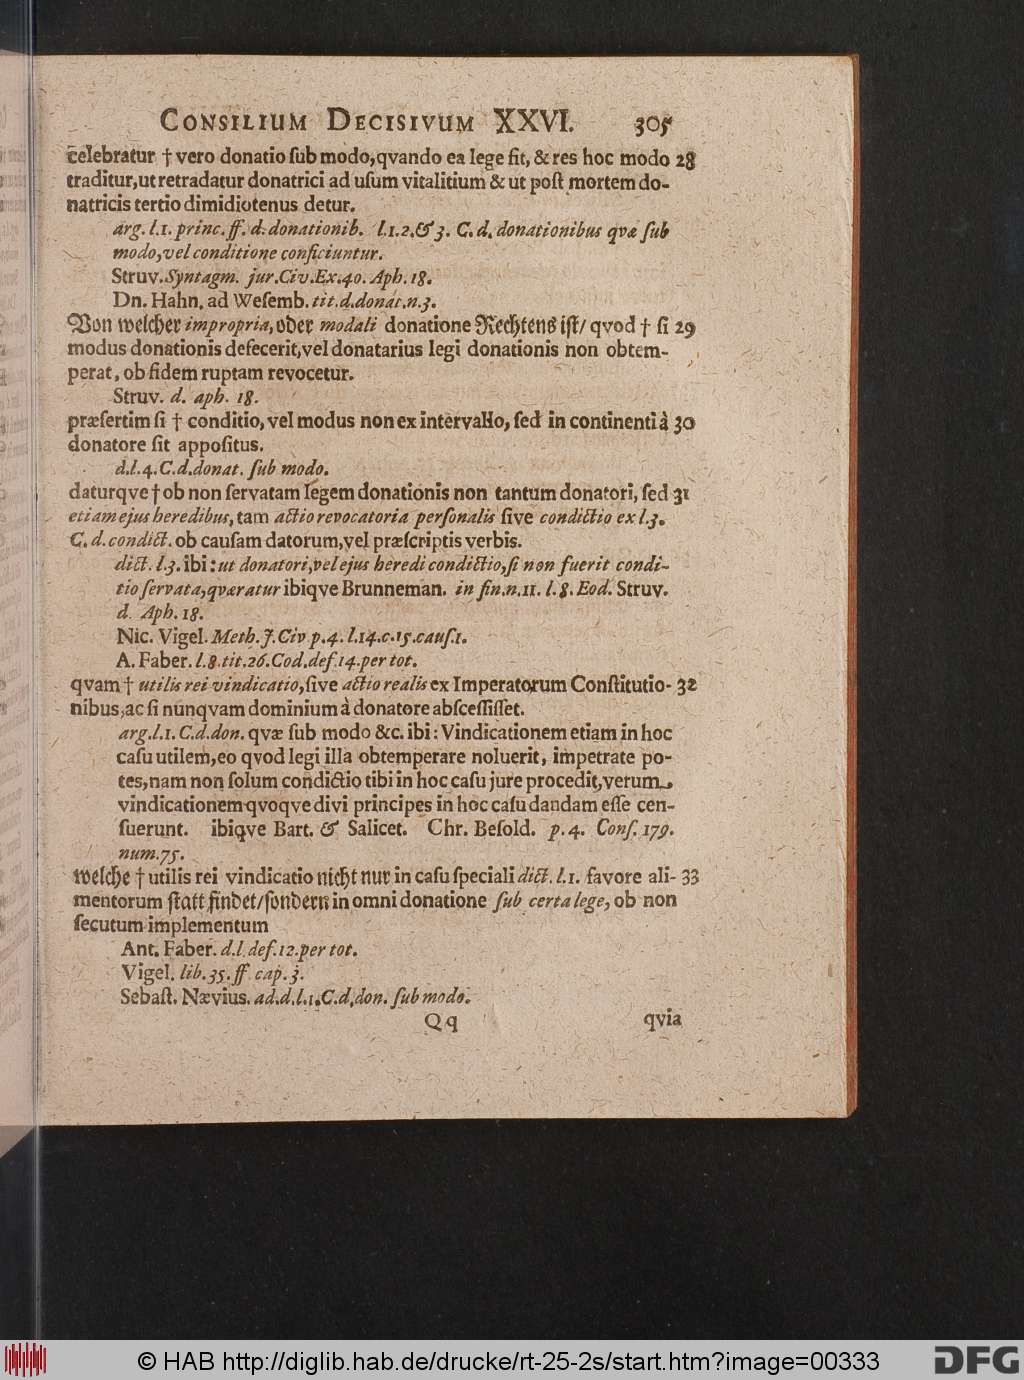 CONSILIUM DECISIVUM XXVI. 305
celebratur † vero donatio ſub modo, qvando ea lege fit, & res hoc modo 28
traditur, ut retradatur donatrici ad uſum vitalitium & ut poſt mortem do-
natricis tertio dimidiotenus detur.
arg. l. 1. princ. ff. d. donationib. l. 1. 2. & 3. C. d. donationibus qvæ ſub
modo, vel conditione conficiuntur.
Struv. Syntagm. jur. Civ. Ex. 40. Aph. 18.
Dn. Hahn. ad Weſemb. tit. d. donat. n. 3.
Von welcher impropria, oder modali donatione Rechtens iſt / qvod † ſi 29
modus donationis defecerit, vel donatarius legi donationis non obtem-
perat, ob fidem ruptam revocetur.
Struv. d. aph. 18.
præſertim ſi † conditio, vel modus non ex intervallo, ſed in continenti à 30
donatore ſit appoſitus.
d. l. 4. C. d. donat. ſub modo.
daturqve † ob non ſervatam legem donationis non tantum donatori, ſed 31
etiam ejus heredibus, tam actio revocatoria perſonalis ſive condictio ex l. 3.
C. d. condict. ob cauſam datorum, vel præſcriptis verbis.
dict. l. 3. ibi: ut donatori, vel ejus heredi condictio, ſi non fuerit condi-
tio ſervata, qværatur ibiqve Brunneman. in fin. n. 11. l. 8. Eod. Struv.
d. Aph. 18.
Nic. Vigel. Meth. J. Civ p. 4. l. 14. c. 15. cauſ. 1.
A. Faber. l. 8. tit. 26. Cod. def. 14. per tot.
qvam † utilis rei vindicatio, ſive actio realis ex Imperatorum Conſtitutio- 32
nibus, ac ſi nunqvam dominium à donatore abſceſſiſſet.
arg. l. 1. C. d. don. qvæ ſub modo &c. ibi: Vindicationem etiam in hoc
caſu utilem, eo qvod legi illa obtemperare noluerit, impetrate po-
tes, nam non ſolum condictio tibi in hoc caſu jure procedit, verum
vindicationem qvoqve divi principes in hoc caſu dandam eſſe cen-
ſuerunt. ibiqve Bart. & Salicet. Chr. Beſold. p. 4. Conſ. 179.
num. 75.
welche † utilis rei vindicatio nicht nur in caſu ſpeciali dict. l. 1. favore ali- 33
mentorum ſtatt findet / ſondern in omni donatione ſub certa lege, ob non
ſecutum implementum
Ant. Faber. d. l def. 12. per tot.
Vigel. lib. 35. ff cap. 3.
Sebaſt. Nævius. ad. d. l. 1. C. d. don. ſub modo.
Qq qvia
© HAB http://diglib.hab.de/drucke/rt-25-2s/start.htm?image=00333
DFG